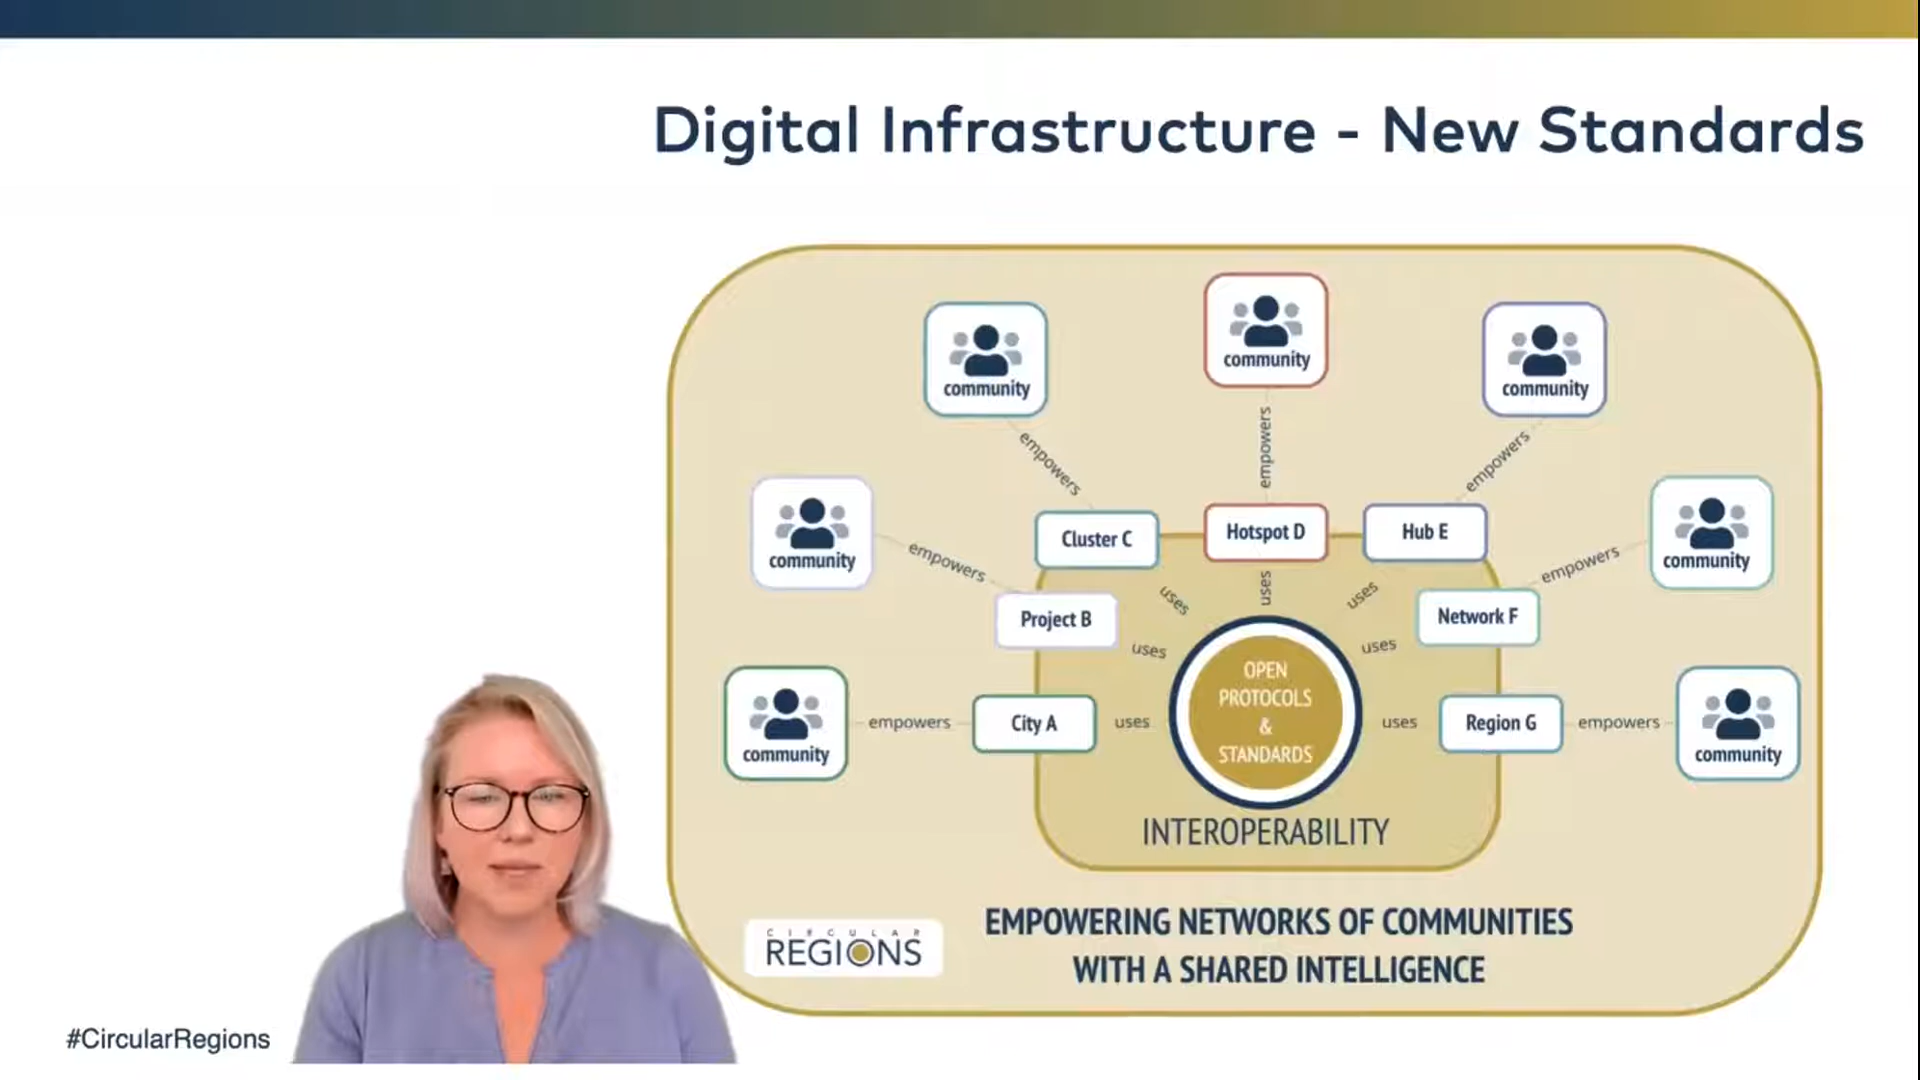 Digital Infrastructure - New Standards
community
community
community
empowers
empowers
empowers
community
community
Cluster C
Hotspot D
Hub E
empowers
empowers
uses
uses
uses
Project B
Network F
uses
uses
community
empowers
City A
uses
OPEN
PROTOCOLS
&
STANDARDS
uses
Region G
empowers
community
INTEROPERABILITY
CIRCULAR
REGIONS
EMPOWERING NETWORKS OF COMMUNITIES
WITH A SHARED INTELLIGENCE
#CircularRegions